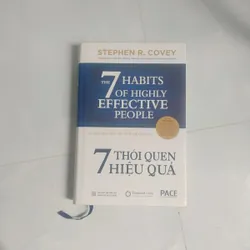 STEPHEN R. COVEY
THE 7 HABITS
OF HIGHLY
EFFECTIVE
PEOPLE
7 THÓI QUEN
HIỆU QUẢ
PACE